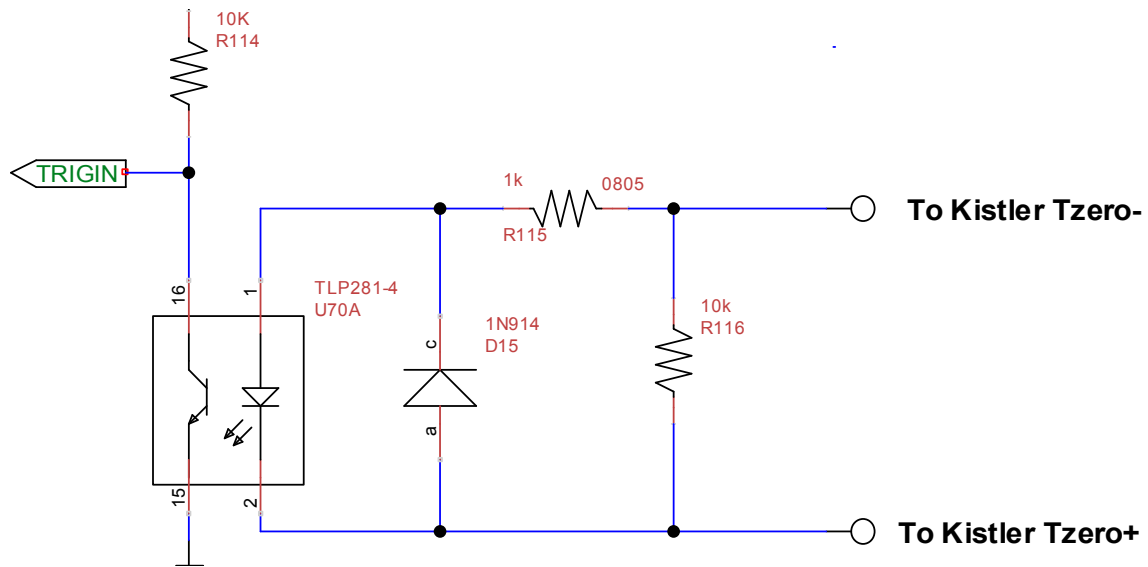 10K
R114
TRIGIN
1k
0805
R115
To Kistler Tzero-
16
1
TLP281-4
U70A
10k
R116
1N914
D15
c
a
15
2
To Kistler Tzero+